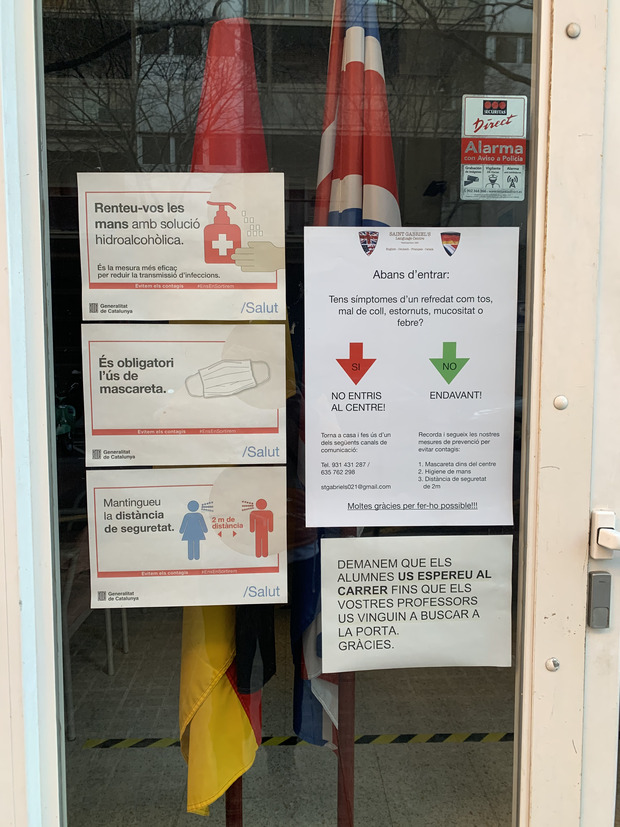 SECURITAS
Direct
Alarma
con Aviso a Policía
Renteu-vos les
mans amb solució
hidroalcohòlica.
És la mesura més eficaç
per reduir la transmissió d'infeccions.
Evitem els contagis
#EnsEnSortirem
Generalitat
de Catalunya
/Salut
És obligatori
l'ús de
mascareta.
Evitem els contagis
#EnsEnSortirem
Generalitat
de Catalunya
/Salut
Mantingueu
la distància
de seguretat.
2 m de
distància
Evitem els contagis
#EnsEnSortirem
Generalitat
de Catalunya
/Salut
SAINT GABRIEL'S
Language Centre
Abans d'entrar:
Tens símptomes d'un refredat com tos,
mal de coll, estornuts, mucositat o
febre?
SI
NO
NO ENTRIS
AL CENTRE!
ENDAVANT!
Torna a casa i fes ús d'un
dels següents canals de
comunicació:
Tel. 931 431 287 /
635 762 298
stgabriels021@gmail.com
Recorda i segueix les nostres
mesures de prevenció per
evitar contagis:
1. Mascareta dins del centre
2. Higiene de mans
3. Distància de seguretat
de 2m
Moltes gràcies per fer-ho possible!!!
DEMANEM QUE ELS
ALUMNES US ESPEREU AL
CARRER FINS QUE ELS
VOSTRES PROFESSORS
US VINGUIN A BUSCAR A
LA PORTA.
GRÀCIES.